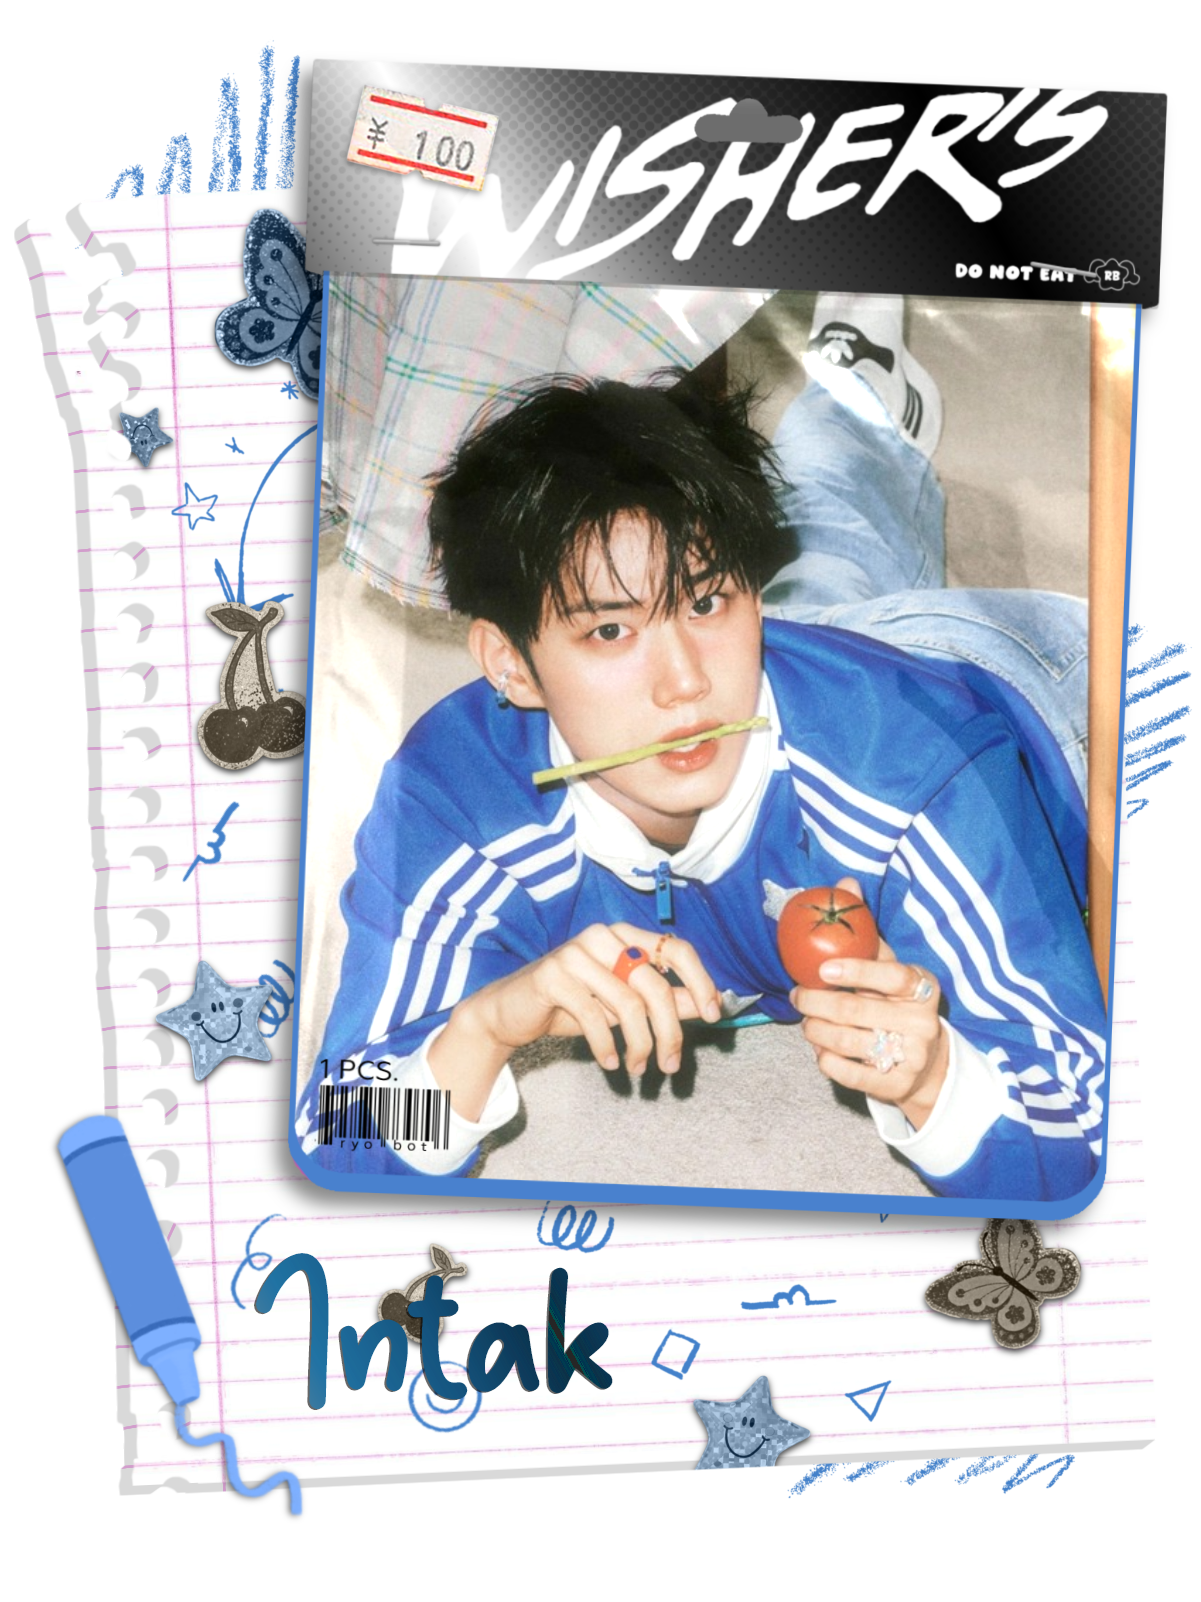 ¥ 100
WISHER'S
DO NOT EAT
RB
1 PCS.
ryo bot
Intak